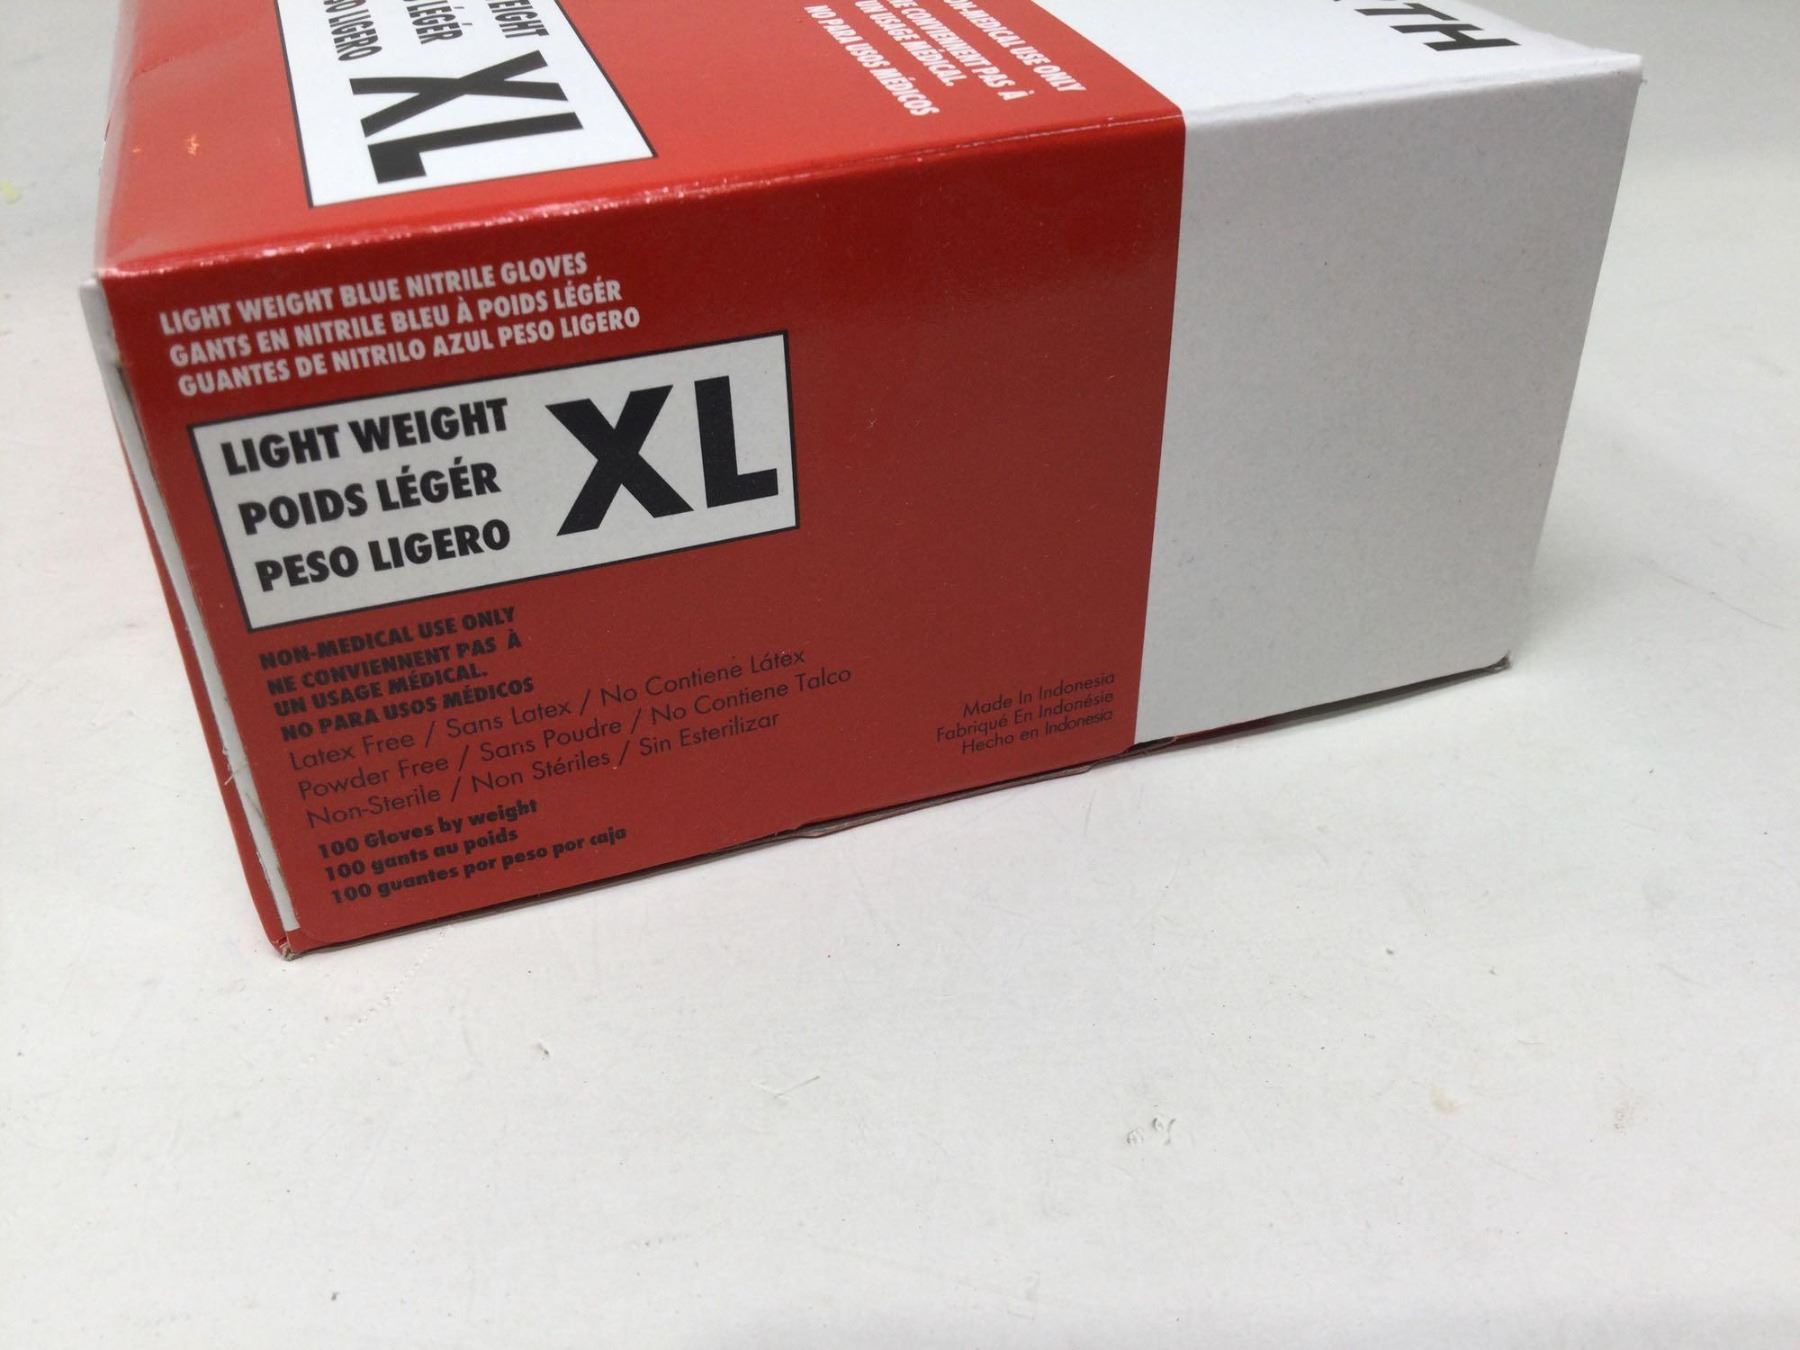 EIGHT
LÉGÉR
SO LIGERO
XL
M-MEDICAL USE ONLY
NE CONVIENNENT PAS À
UN USAGE MÉDICAL.
NO PARA USOS MÉDICOS
TH
LIGHT WEIGHT BLUE NITRILE GLOVES
GANTS EN NITRILE BLEU À POIDS LÉGÉR
GUANTES DE NITRILO AZUL PESO LIGERO
LIGHT WEIGHT
POIDS LÉGÉR
PESO LIGERO
XL
NON-MEDICAL USE ONLY
NE CONVIENNENT PAS À
UN USAGE MÉDICAL.
NO PARA USOS MÉDICOS
Latex Free / Sans Latex / No Contiene Látex
Powder Free / Sans Poudre / No Contiene Talco
Non-Sterile / Non Stériles / Sin Esterilizar
100 Gloves by weight
100 gants au poids
100 guantes por peso por caja
Made In Indonesia
Fabriqué En Indonésie
Hecho en Indonesia